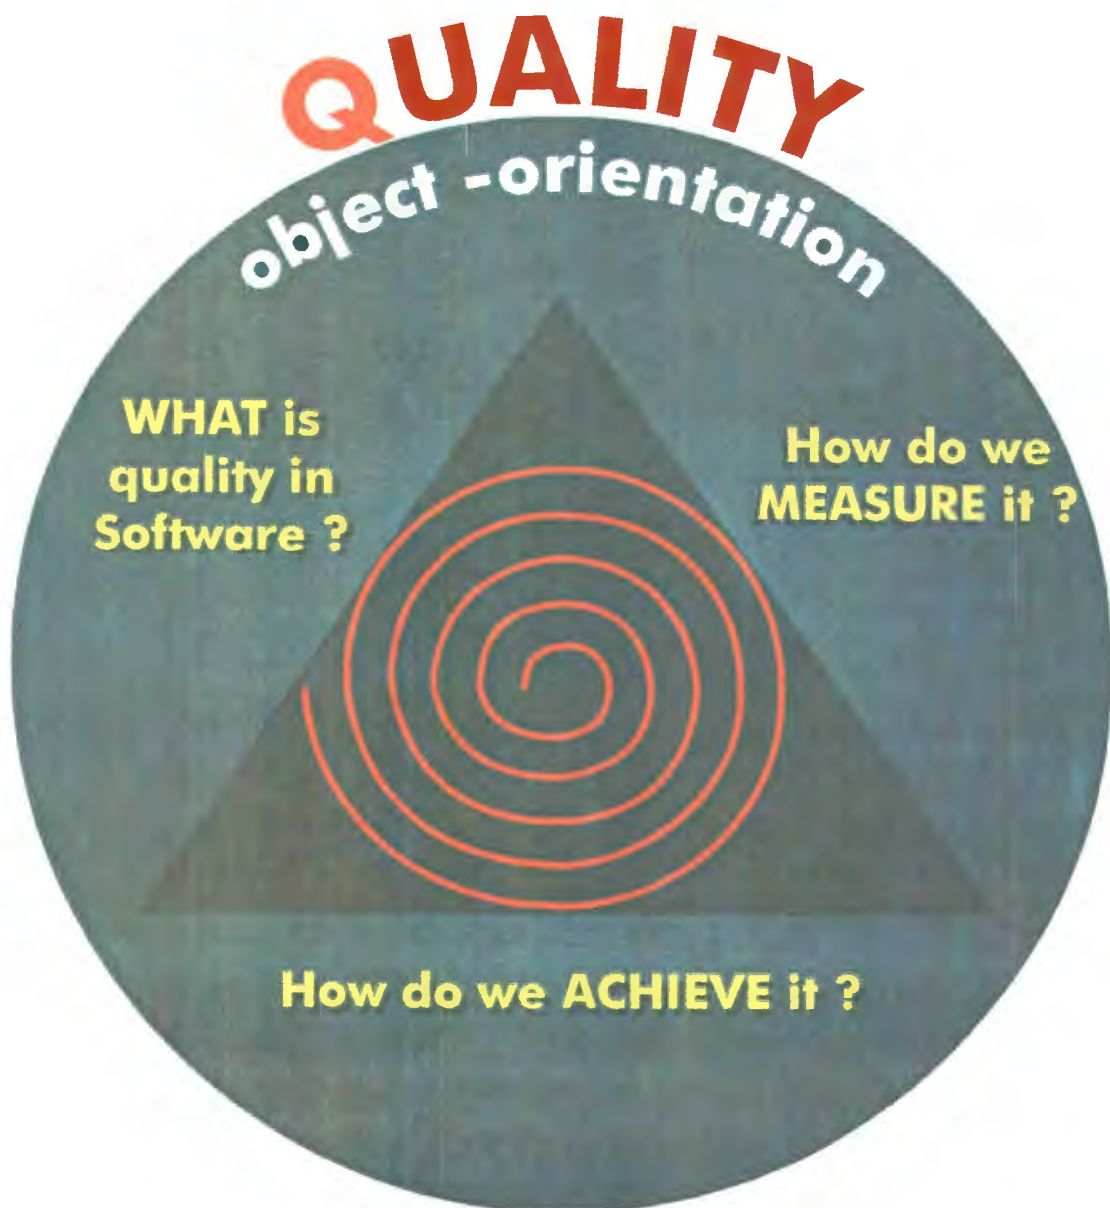 QUALITY
object -orientation
WHAT is
quality in
Software ?
How do we
MEASURE it ?
How do we ACHIEVE it ?